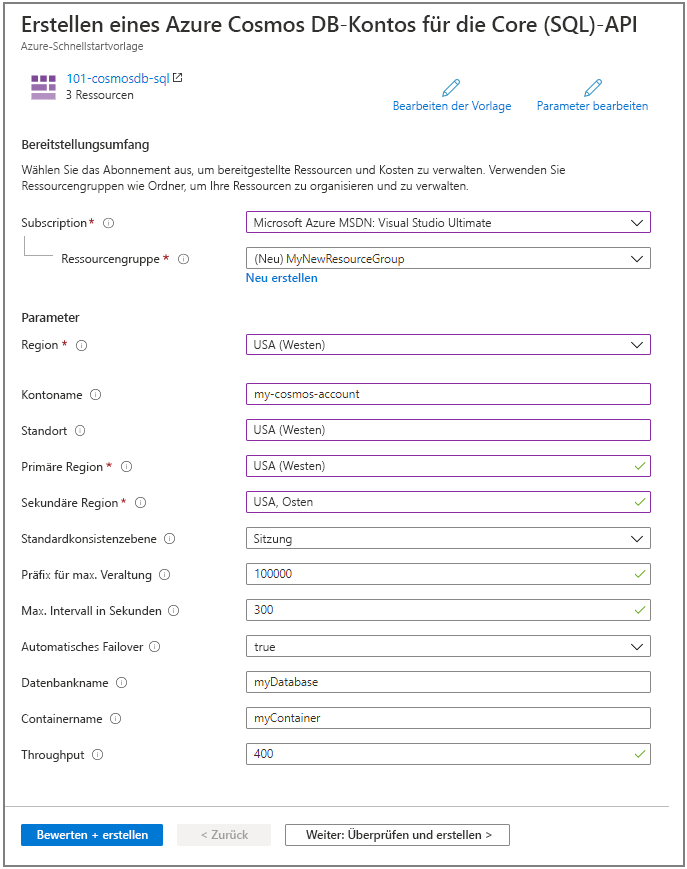 Erstellen eines Azure Cosmos DB-Kontos für die Core (SQL)-API
Azure-Schnellstartvorlage
101-cosmosdb-sql
3 Ressourcen
Bearbeiten der Vorlage
Parameter bearbeiten
Bereitstellungsumfang
Wählen Sie das Abonnement aus, um bereitgestellte Ressourcen und Kosten zu verwalten. Verwenden Sie
Ressourcengruppen wie Ordner, um Ihre Ressourcen zu organisieren und zu verwalten.
Subscription * Microsoft Azure MSDN: Visual Studio Ultimate
Ressourcengruppe * (Neu) MyNewResourceGroup
Neu erstellen
Parameter
Region * USA (Westen)
Kontoname my-cosmos-account
Standort USA (Westen)
Primäre Region * USA (Westen)
Sekundäre Region * USA, Osten
Standardkonsistenzebene Sitzung
Präfix für max. Veraltung 100000
Max. Intervall in Sekunden 300
Automatisches Failover true
Datenbankname myDatabase
Containername myContainer
Throughput 400
Bewerten + erstellen
< Zurück
Weiter: Überprüfen und erstellen >